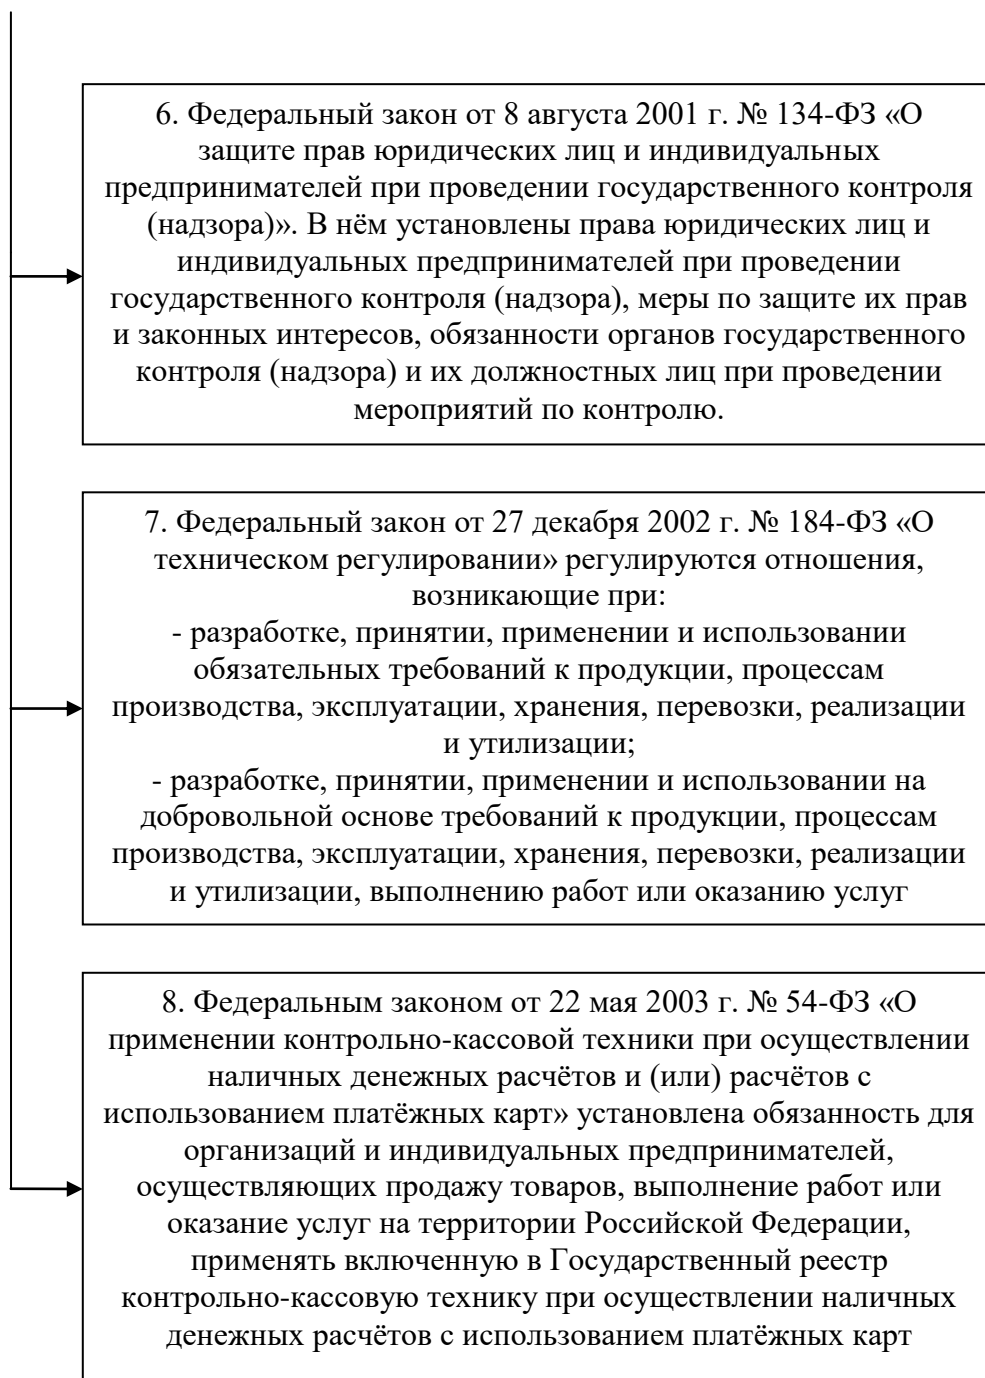 6. Федеральный закон от 8 августа 2001 г. № 134-ФЗ «О
защите прав юридических лиц и индивидуальных
предпринимателей при проведении государственного контроля
(надзора)». В нём установлены права юридических лиц и
индивидуальных предпринимателей при проведении
государственного контроля (надзора), меры по защите их прав
и законных интересов, обязанности органов государственного
контроля (надзора) и их должностных лиц при проведении
мероприятий по контролю.
7. Федеральный закон от 27 декабря 2002 г. № 184-ФЗ «О
техническом регулировании» регулируются отношения,
возникающие при:
- разработке, принятии, применении и использовании
обязательных требований к продукции, процессам
производства, эксплуатации, хранения, перевозки, реализации
и утилизации;
- разработке, принятии, применении и использовании на
добровольной основе требований к продукции, процессам
производства, эксплуатации, хранения, перевозки, реализации
и утилизации, выполнению работ или оказанию услуг
8. Федеральным законом от 22 мая 2003 г. № 54-ФЗ «О
применении контрольно-кассовой техники при осуществлении
наличных денежных расчётов и (или) расчётов с
использованием платёжных карт» установлена обязанность для
организаций и индивидуальных предпринимателей,
осуществляющих продажу товаров, выполнение работ или
оказание услуг на территории Российской Федерации,
применять включенную в Государственный реестр
контрольно-кассовую технику при осуществлении наличных
денежных расчётов с использованием платёжных карт